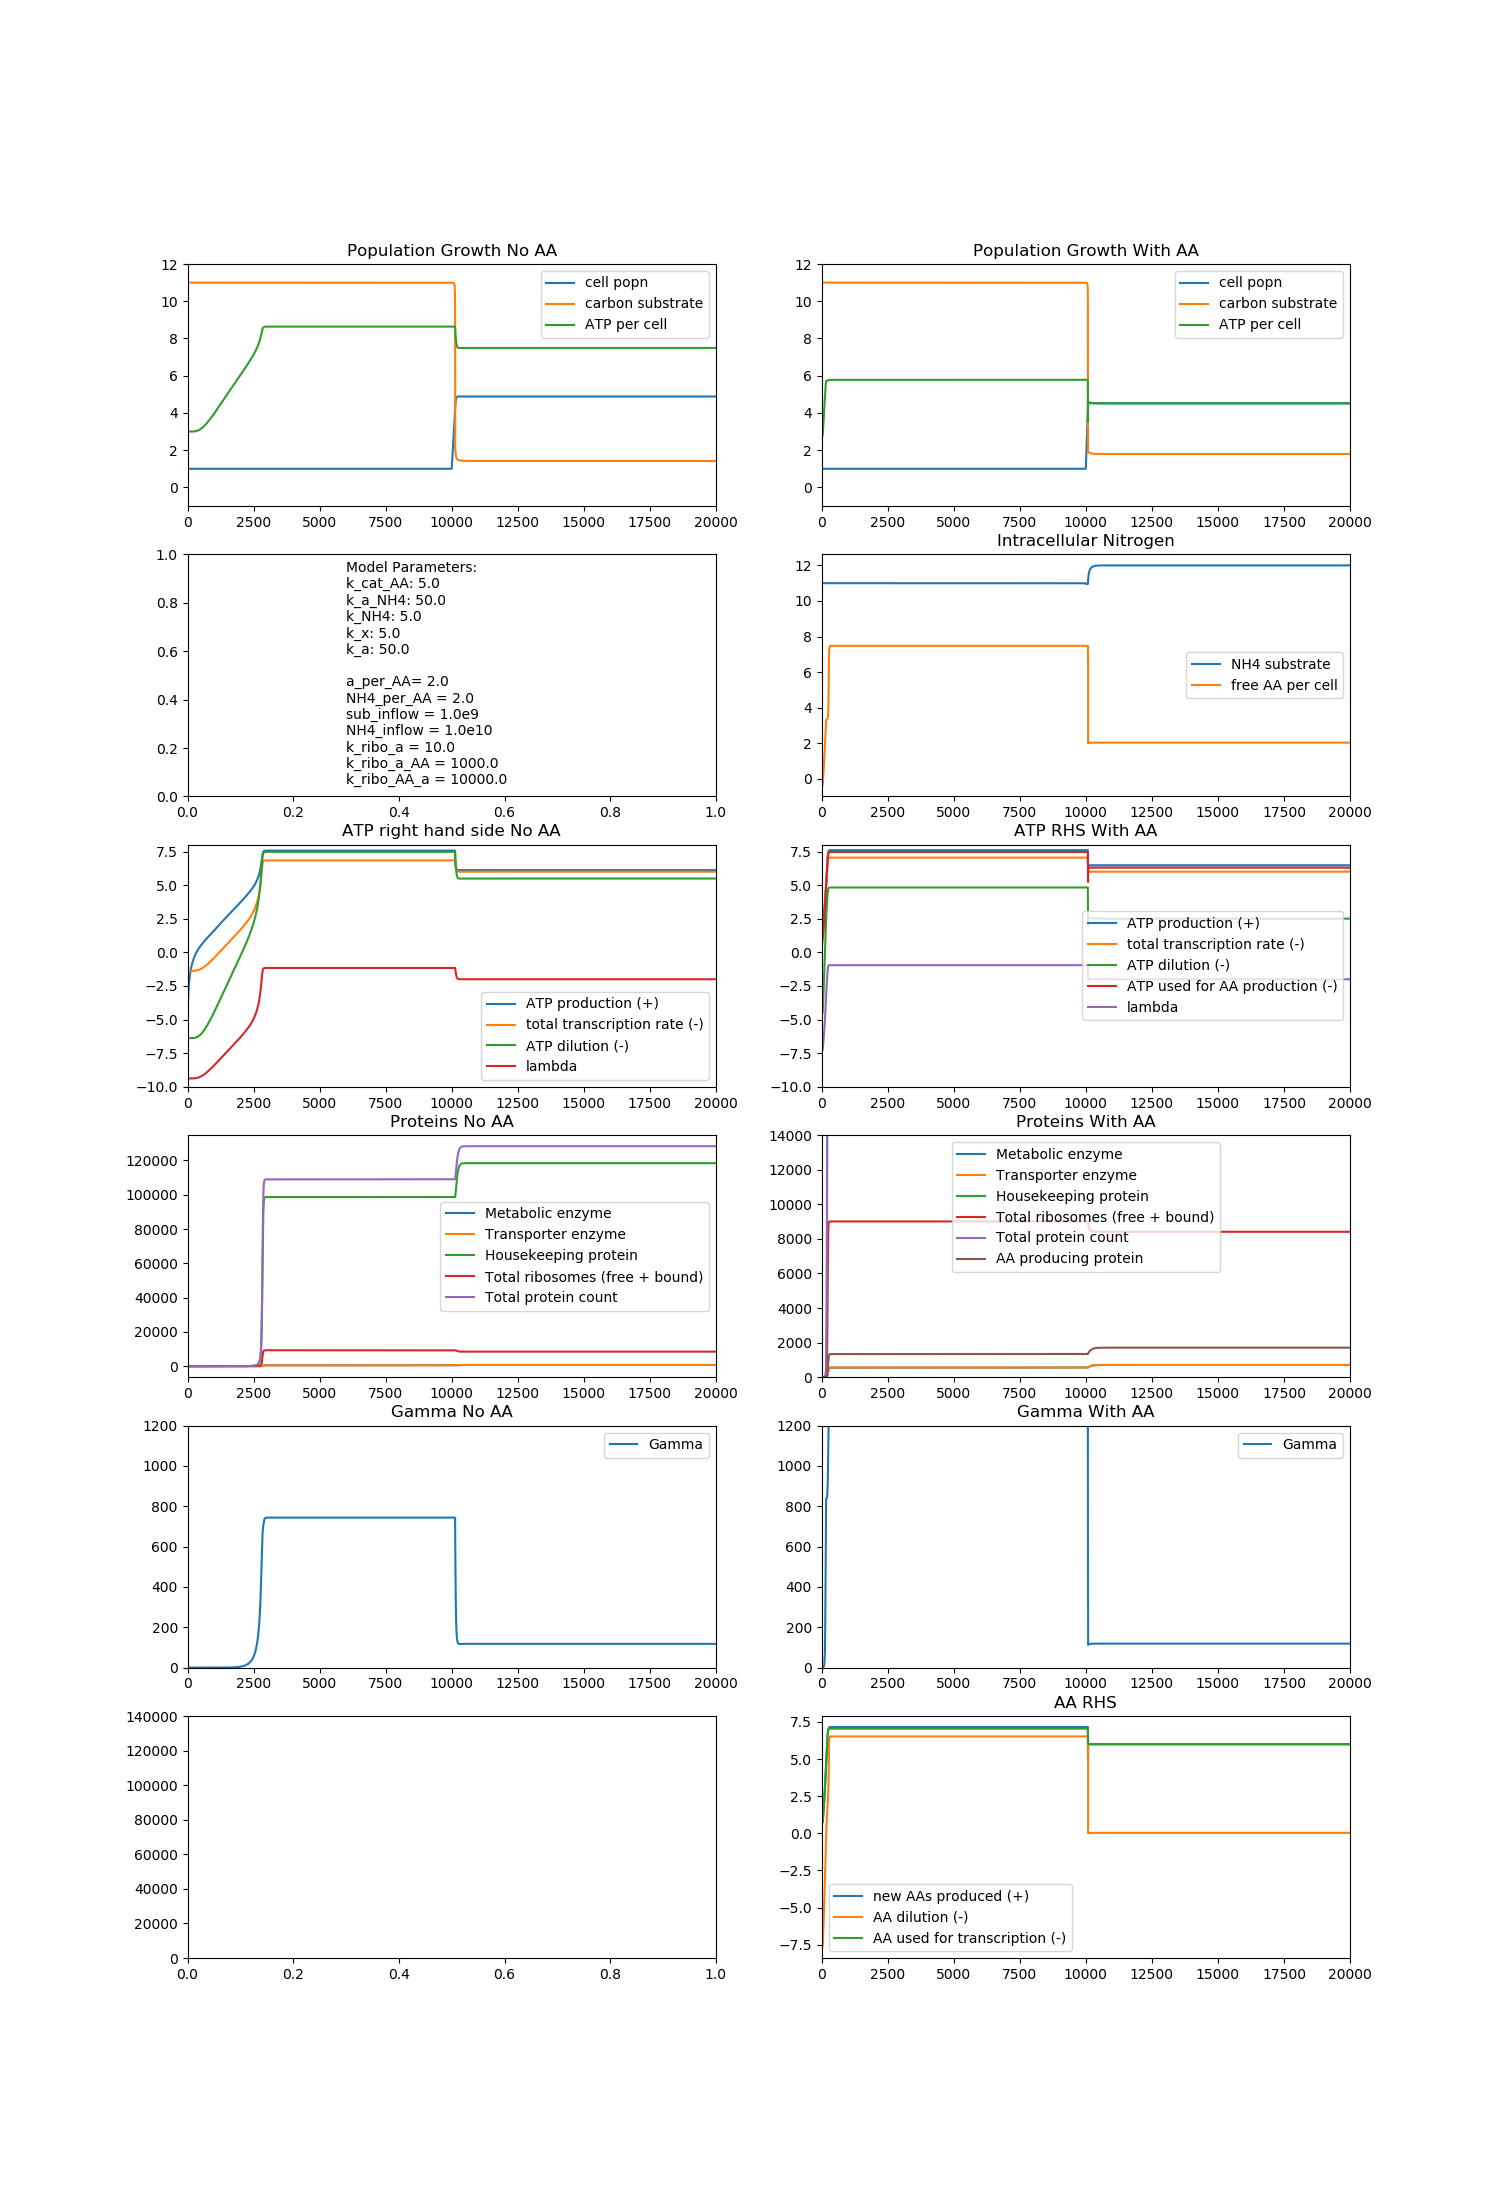 Population Growth No AA
12
10
8
6
4
2
0
cell popn
carbon substrate
ATP per cell
0 2500 5000 7500 10000 12500 15000 17500 20000
Population Growth With AA
12
10
8
6
4
2
0
cell popn
carbon substrate
ATP per cell
0 2500 5000 7500 10000 12500 15000 17500 20000
1.0
0.8
0.6
0.4
0.2
0.0
Model Parameters:
k_cat_AA: 5.0
k_a_NH4: 50.0
k_NH4: 5.0
k_x: 5.0
k_a: 50.0
a_per_AA= 2.0
NH4_per_AA = 2.0
sub_inflow = 1.0e9
NH4_inflow = 1.0e10
k_ribo_a = 10.0
k_ribo_a_AA = 1000.0
k_ribo_AA_a = 10000.0
0.0 0.2 0.4 0.6 0.8 1.0
Intracellular Nitrogen
12
10
8
6
4
2
0
NH4 substrate
free AA per cell
0 2500 5000 7500 10000 12500 15000 17500 20000
ATP right hand side No AA
7.5
5.0
2.5
0.0
−2.5
−5.0
−7.5
−10.0
ATP production (+)
total transcription rate (-)
ATP dilution (-)
lambda
0 2500 5000 7500 10000 12500 15000 17500 20000
ATP RHS With AA
7.5
5.0
2.5
0.0
−2.5
−5.0
−7.5
−10.0
ATP production (+)
total transcription rate (-)
ATP dilution (-)
ATP used for AA production (-)
lambda
0 2500 5000 7500 10000 12500 15000 17500 20000
Proteins No AA
120000
100000
80000
60000
40000
20000
0
Metabolic enzyme
Transporter enzyme
Housekeeping protein
Total ribosomes (free + bound)
Total protein count
0 2500 5000 7500 10000 12500 15000 17500 20000
Proteins With AA
14000
12000
10000
8000
6000
4000
2000
0
Metabolic enzyme
Transporter enzyme
Housekeeping protein
Total ribosomes (free + bound)
Total protein count
AA producing protein
0 2500 5000 7500 10000 12500 15000 17500 20000
Gamma No AA
1200
1000
800
600
400
200
0
Gamma
0 2500 5000 7500 10000 12500 15000 17500 20000
Gamma With AA
1200
1000
800
600
400
200
0
Gamma
0 2500 5000 7500 10000 12500 15000 17500 20000
140000
120000
100000
80000
60000
40000
20000
0
0.0 0.2 0.4 0.6 0.8 1.0
AA RHS
7.5
5.0
2.5
0.0
−2.5
−5.0
−7.5
new AAs produced (+)
AA dilution (-)
AA used for transcription (-)
0 2500 5000 7500 10000 12500 15000 17500 20000